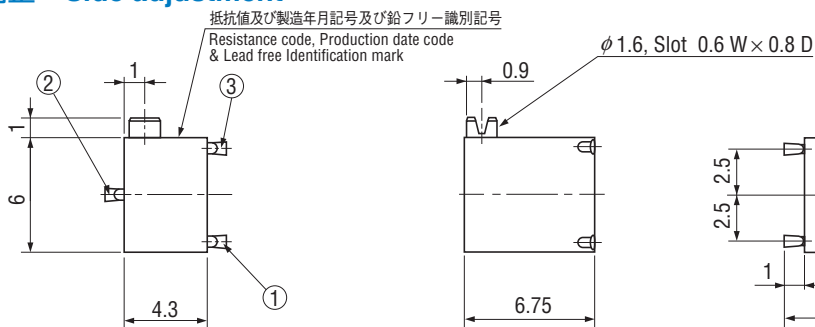 Side adjustment
抵抗値及び製造年月記号及び鉛フリー識別記号
Resistance code, Production date code
& Lead free Identification mark
φ 1.6, Slot 0.6 W × 0.8 D
1
0.9
②
③
1
6
2.5
2.5
1
①
4.3
6.75